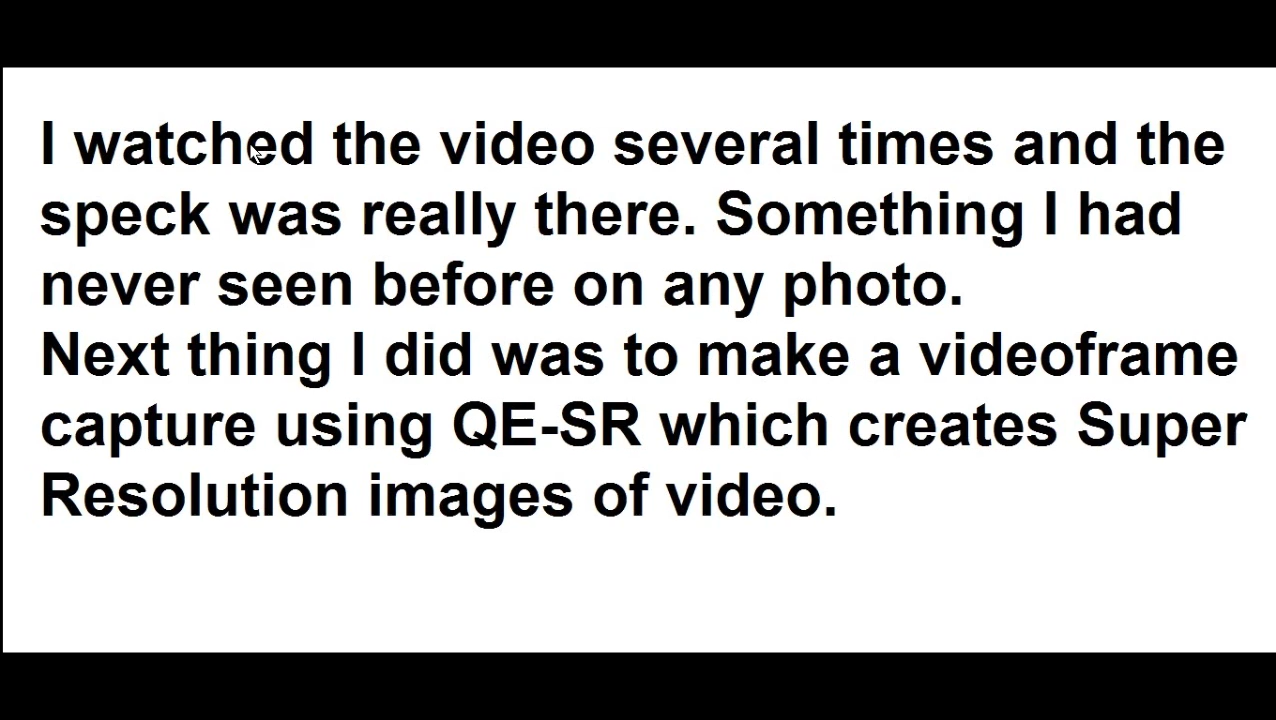 I watched the video several times and the
speck was really there. Something I had
never seen before on any photo.
Next thing I did was to make a videoframe
capture using QE-SR which creates Super
Resolution images of video.